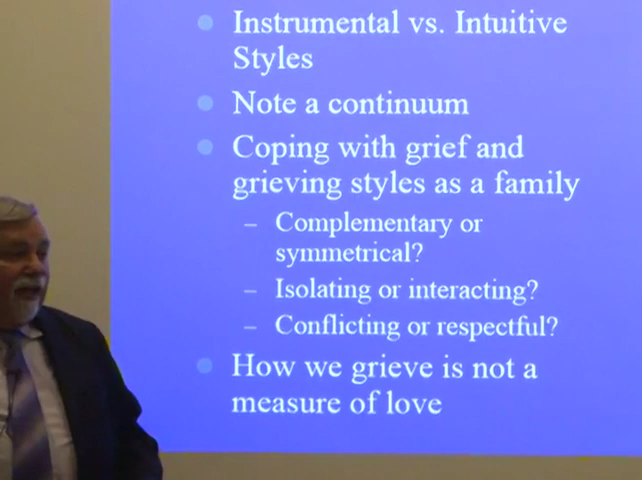 Instrumental vs. Intuitive
Styles
Note a continuum
Coping with grief and
grieving styles as a family
– Complementary or
symmetrical?
– Isolating or interacting?
– Conflicting or respectful?
How we grieve is not a
measure of love